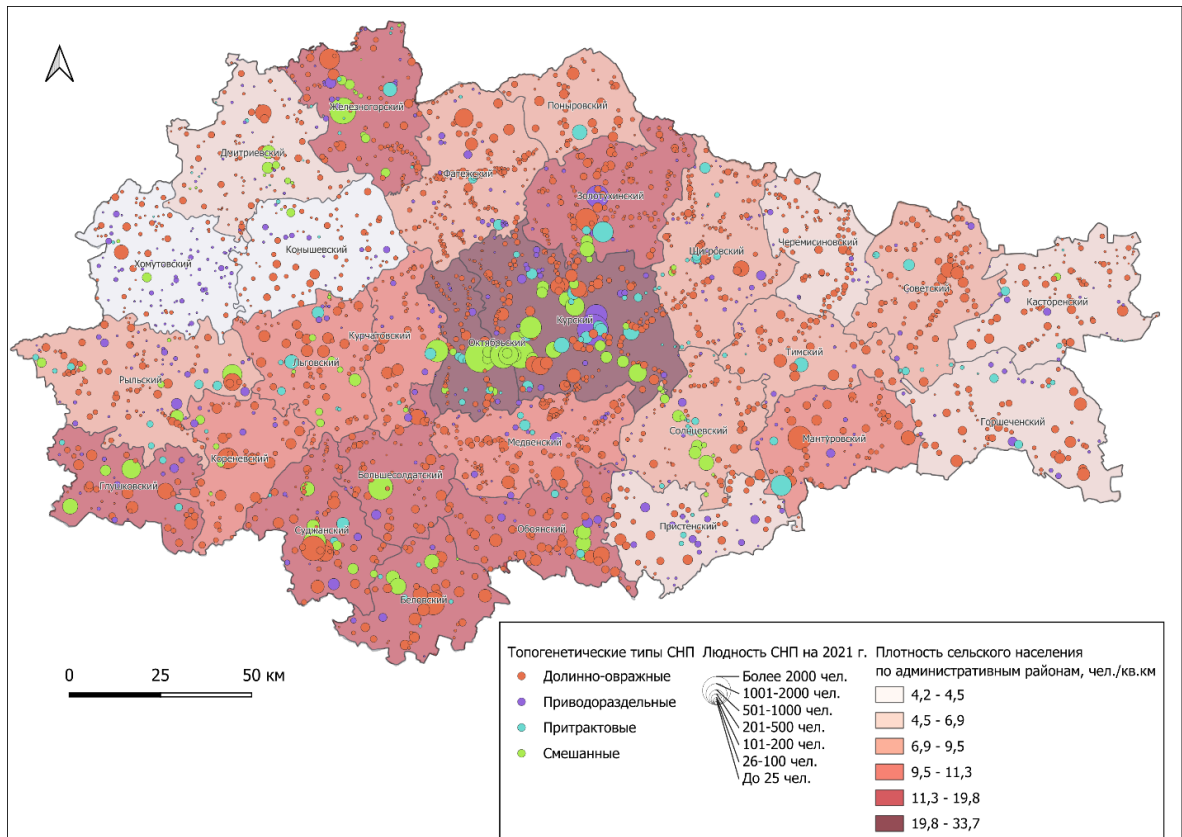 Железногорский
Поныровский
Дмитриевский
Фатежский
Золотухинский
Конышевский
Щигровский
Черемисиновский
Хомутовский
Советский
Касторенский
Курский
Курчатовский
Октябрьский
Тимский
Льговский
Рыльский
Горшеченский
Солнцевский
Мантуровский
Медвенский
Кореневский
Большесолдатский
Глушковский
Суджанский
Обоянский
Пристенский
Беловский
0 25 50 км
Топогенетические типы СНП
Долинно-овражные
Приводораздельные
Притрактовые
Смешанные
Людность СНП на 2021 г.
Более 2000 чел.
1001-2000 чел.
501-1000 чел.
201-500 чел.
101-200 чел.
26-100 чел.
До 25 чел.
Плотность сельского населения
по административным районам, чел./кв.км
4,2 - 4,5
4,5 - 6,9
6,9 - 9,5
9,5 - 11,3
11,3 - 19,8
19,8 - 33,7